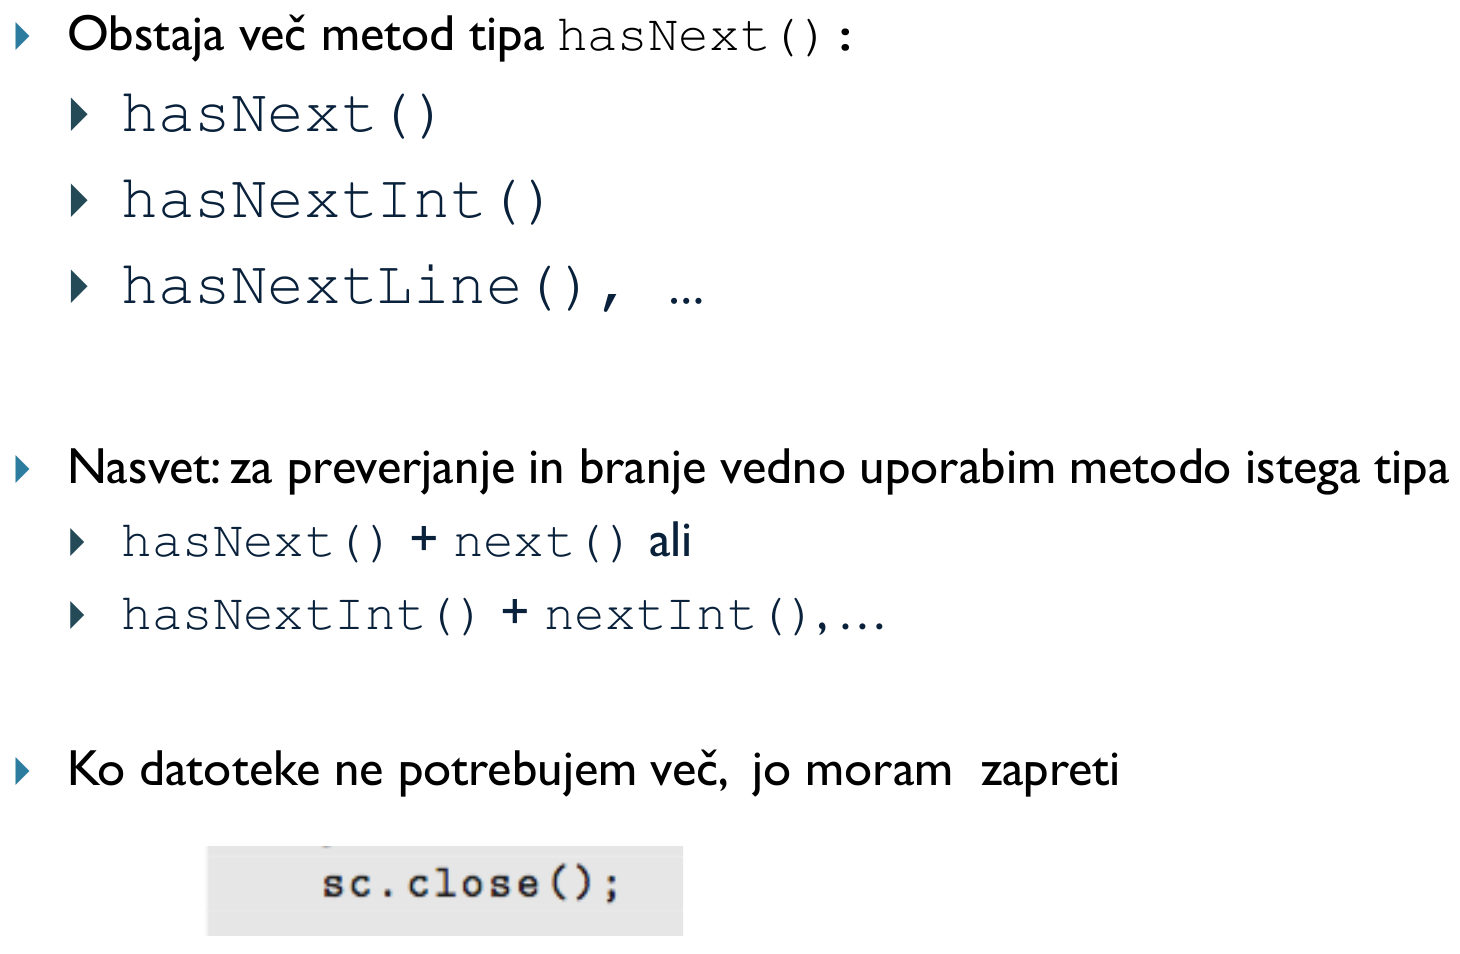 Obstaja več metod tipa hasNext():
hasNext()
hasNextInt()
hasNextLine(), …
Nasvet: za preverjanje in branje vedno uporabim metodo istega tipa
hasNext() + next() ali
hasNextInt() + nextInt(),…
Ko datoteke ne potrebujem več, jo moram zapreti
sc.close();